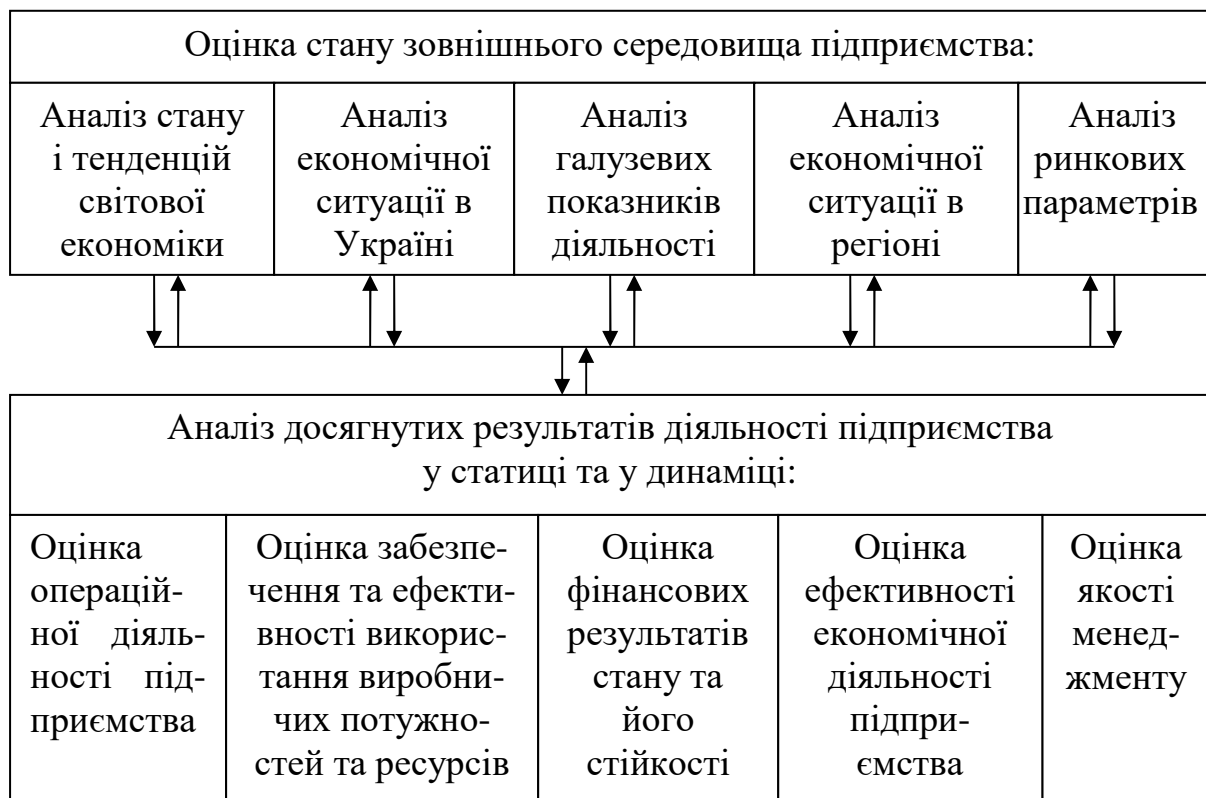 Оцінка стану зовнішнього середовища підприємства:
Аналіз стану
і тенденцій
світової
економіки
Аналіз
економічної
ситуації в
Україні
Аналіз
галузевих
показників
діяльності
Аналіз
економічної
ситуації в
регіоні
Аналіз
ринкових
параметрів
Аналіз досягнутих результатів діяльності підприємства
у статиці та у динаміці:
Оцінка
операцій-
ної діяль-
ності під-
приємства
Оцінка забезпе-
чення та ефекти-
вності викорис-
тання виробни-
чих потужно-
стей та ресурсів
Оцінка
фінансових
результатів
стану та
його
стійкості
Оцінка
ефективності
економічної
діяльності
підпри-
ємства
Оцінка
якості
менед-
жменту